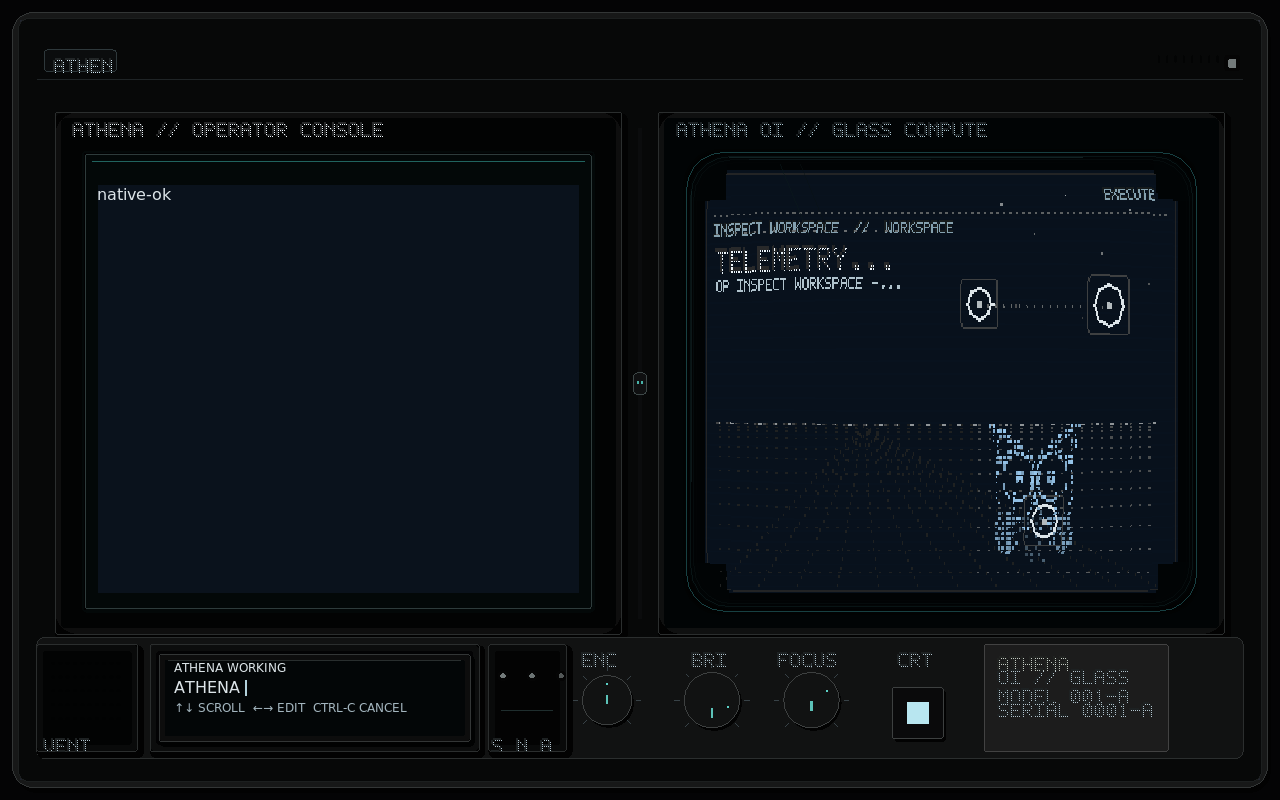 ATHEN
ATHENA // OPERATOR CONSOLE
native-ok
ATHENA OI // GLASS COMPUTE
EXECUTE
INSPECT WORKSPACE // WORKSPACE
TELEMETRY...
OP INSPECT WORKSPACE -...
VENT
ATHENA WORKING
ATHENA
↑↓ SCROLL ←→ EDIT CTRL-C CANCEL
S N A
ENC
BRI
FOCUS
CRT
ATHENA
OI // GLASS
MODEL 001-A
SERIAL 0001-A